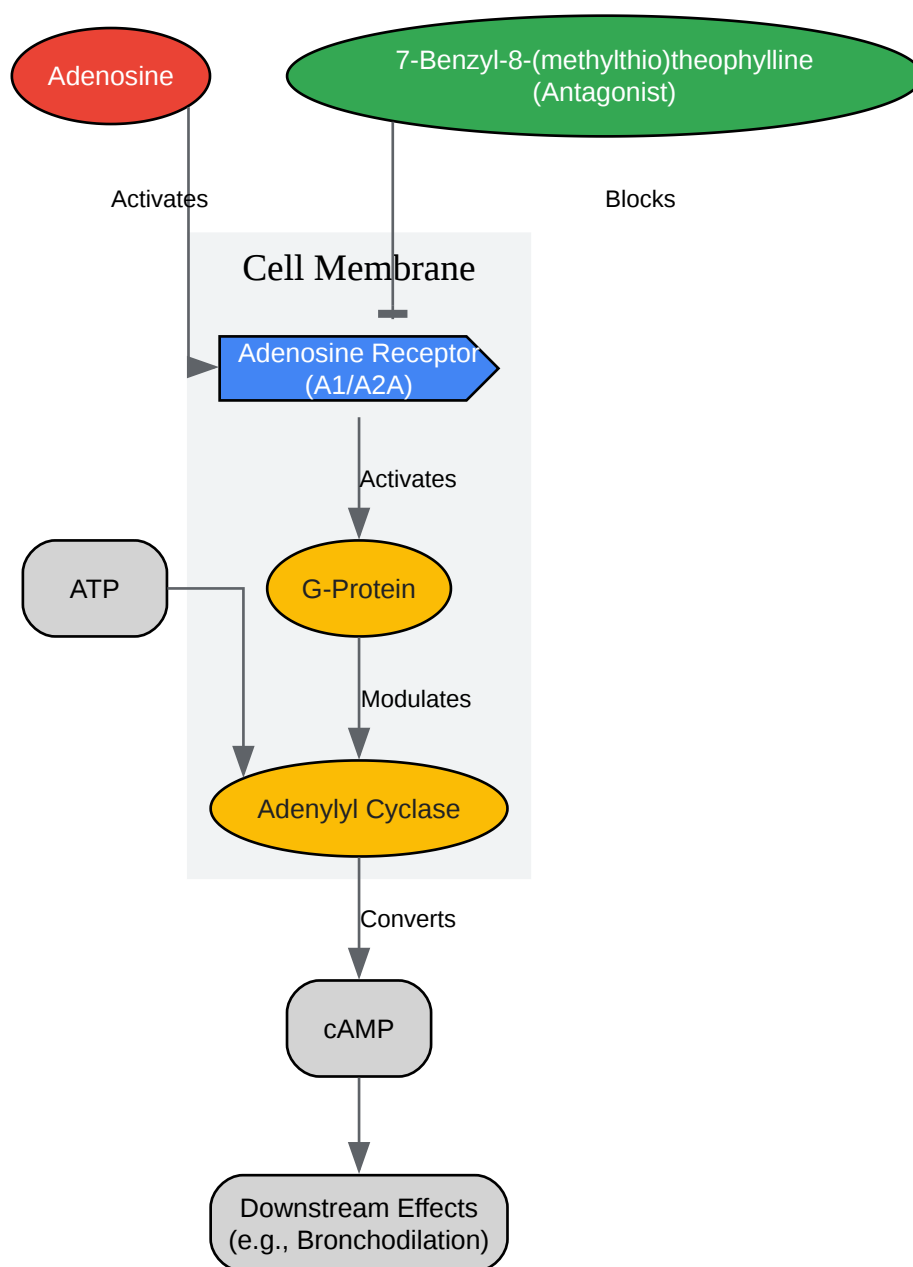 Adenosine
7-Benzyl-8-(methylthio)theophylline
(Antagonist)
Activates
Blocks
Cell Membrane
Adenosine Receptor
(A1/A2A)
Activates
ATP
G-Protein
Modulates
Adenylyl Cyclase
Converts
cAMP
Downstream Effects
(e.g., Bronchodilation)